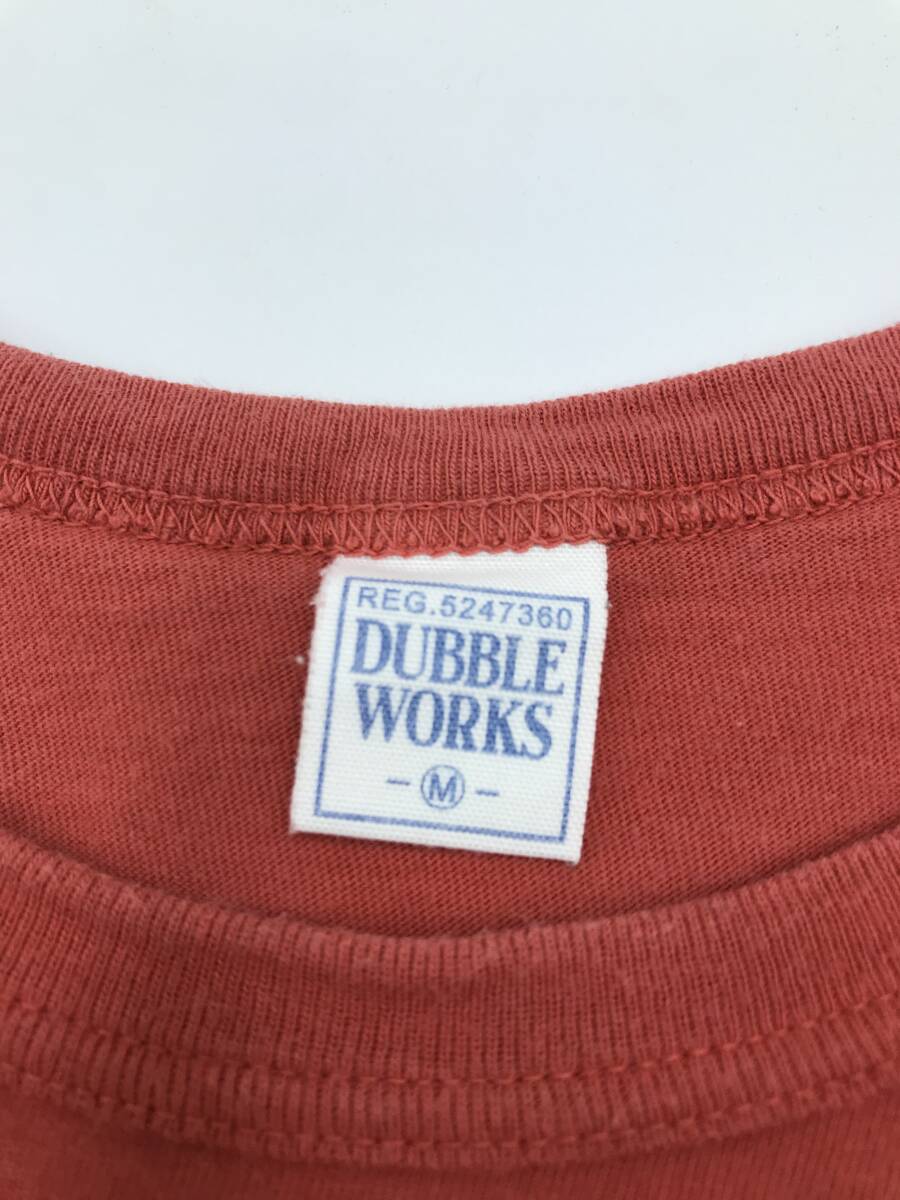 REG.5247360
DUBBLE
WORKS
-Ⓜ-